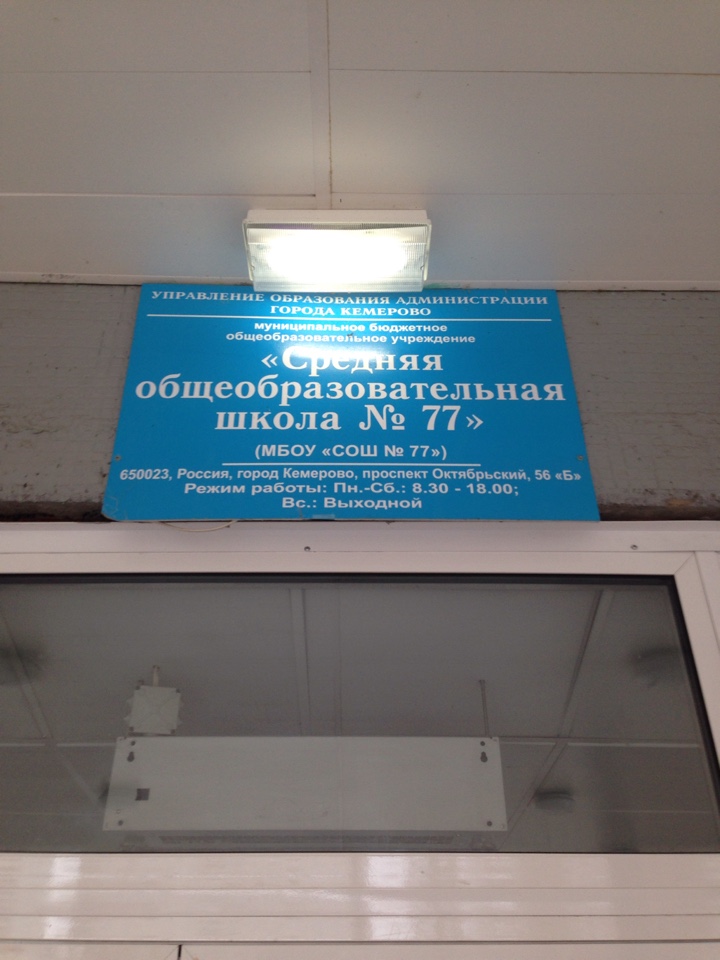 УПРАВЛЕНИЕ ОБРАЗОВАНИЯ АДМИНИСТРАЦИИ
ГОРОДА КЕМЕРОВО
муниципальное бюджетное
общеобразовательное учреждение
«Средняя
общеобразовательная
школа № 77»
(МБОУ «СОШ № 77»)
650023, Россия, город Кемерово, проспект Октябрьский, 56 «Б»
Режим работы: Пн.-Сб.: 8.30 - 18.00;
Вс.: Выходной